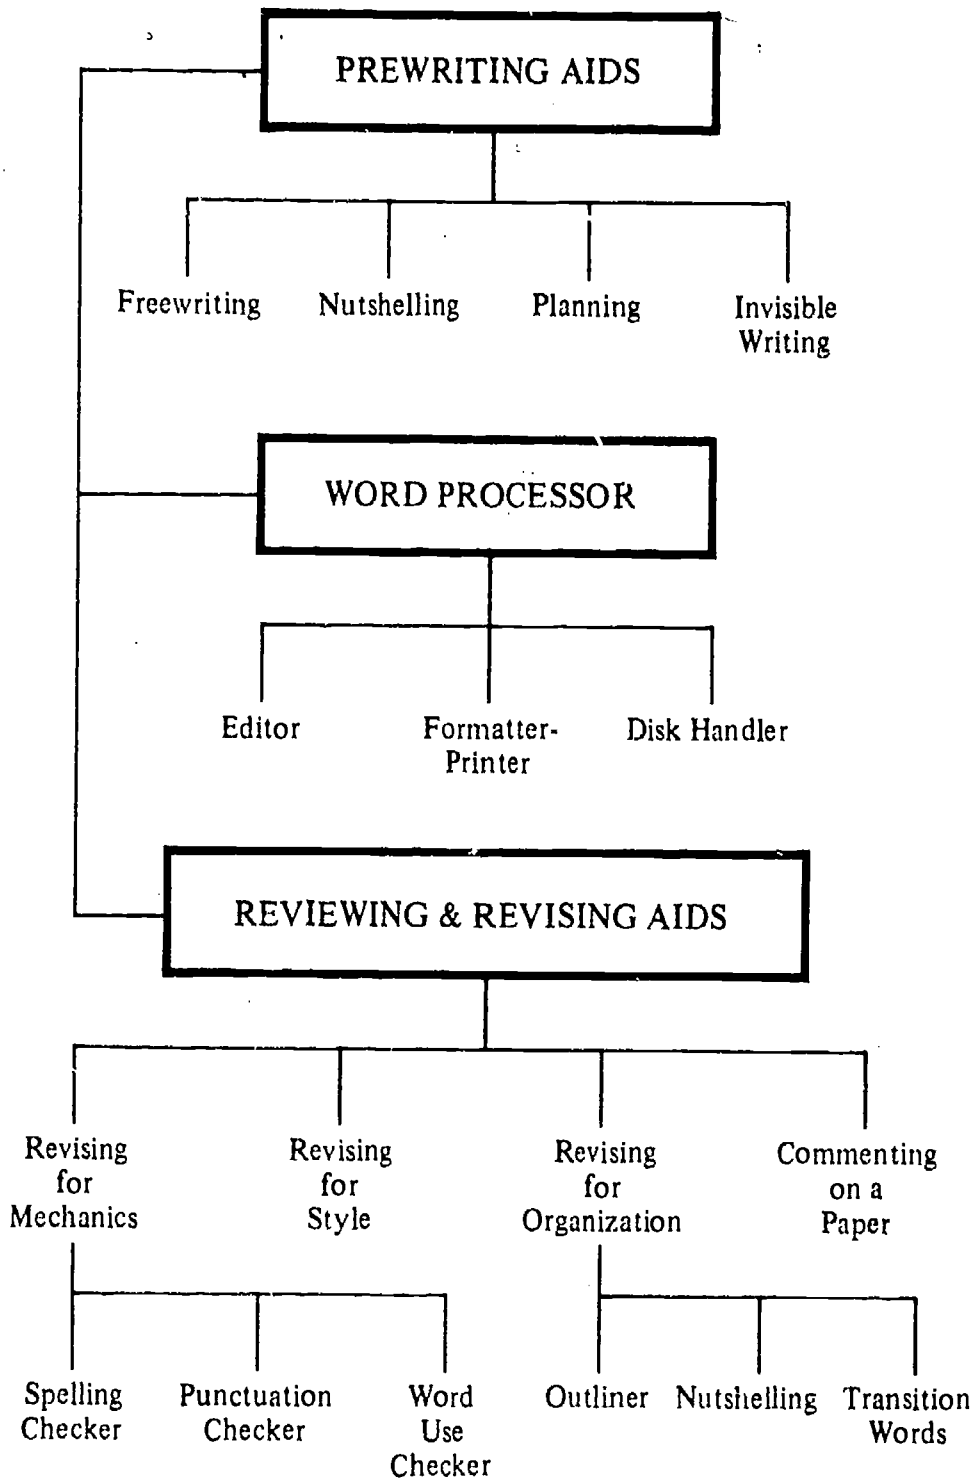 PREWRITING AIDS
Freewriting
Nutshelling
Planning
Invisible
Writing
WORD PROCESSOR
Editor
Formatter-
Printer
Disk Handler
REVIEWING & REVISING AIDS
Revising
for
Mechanics
Revising
for
Style
Revising
for
Organization
Commenting
on a
Paper
Spelling
Checker
Punctuation
Checker
Word
Use
Checker
Outliner
Nutshelling
Transition
Words